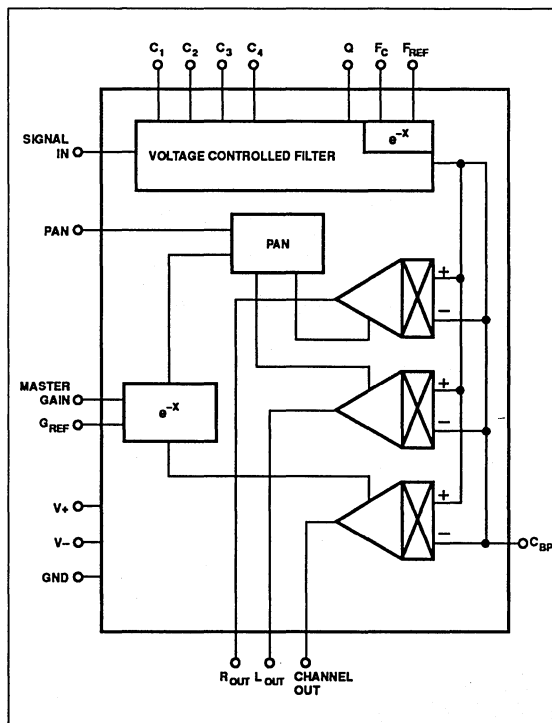 C1 C2 C3 C4 Q FC FREF
e-X
SIGNAL
IN
VOLTAGE CONTROLLED FILTER
PAN
PAN
+
−
MASTER
GAIN
GREF
e-X
+
−
+
−
V+
V−
GND
CBP
ROUT LOUT CHANNEL
OUT